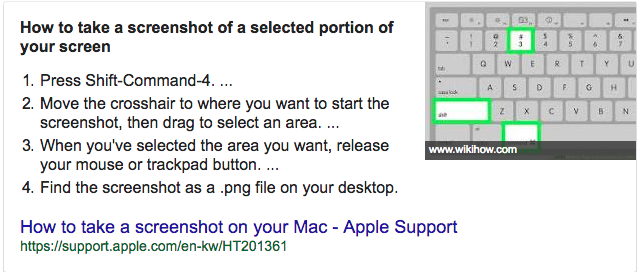 How to take a screenshot of a selected portion of
your screen
1. Press Shift-Command-4. ...
2. Move the crosshair to where you want to start the
screenshot, then drag to select an area. ...
3. When you've selected the area you want, release
your mouse or trackpad button. ...
4. Find the screenshot as a .png file on your desktop.
How to take a screenshot on your Mac - Apple Support
https://support.apple.com/en-kw/HT201361
! @ # $ % ^ &
1 2 3 4 5 6 7
tab Q W E R T Y U
caps lock A S D F G H
shift Z X C V B N
www.wikihow.com